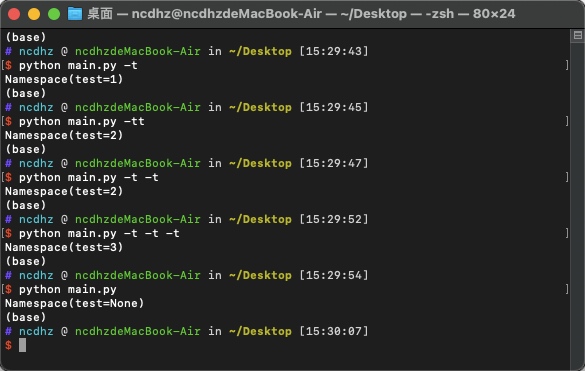 桌面 — ncdhz@ncdhzdeMacBook-Air — ~/Desktop — -zsh — 80×24
(base)
# ncdhz @ ncdhzdeMacBook-Air in ~/Desktop [15:29:43]
[$ python main.py -t ]
Namespace(test=1)
(base)
# ncdhz @ ncdhzdeMacBook-Air in ~/Desktop [15:29:45]
[$ python main.py -tt ]
Namespace(test=2)
(base)
# ncdhz @ ncdhzdeMacBook-Air in ~/Desktop [15:29:47]
[$ python main.py -t -t ]
Namespace(test=2)
(base)
# ncdhz @ ncdhzdeMacBook-Air in ~/Desktop [15:29:52]
[$ python main.py -t -t -t ]
Namespace(test=3)
(base)
# ncdhz @ ncdhzdeMacBook-Air in ~/Desktop [15:29:54]
[$ python main.py ]
Namespace(test=None)
(base)
# ncdhz @ ncdhzdeMacBook-Air in ~/Desktop [15:30:07]
$